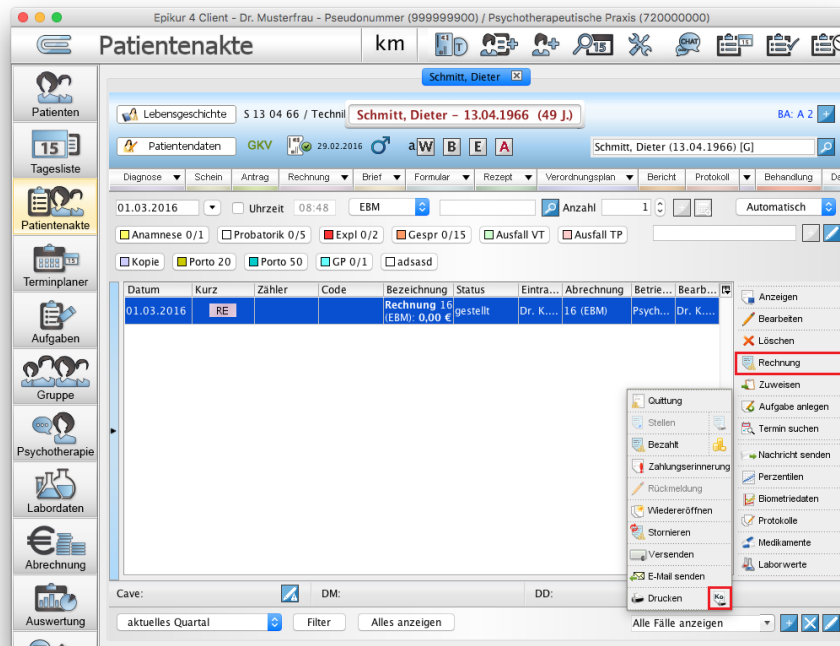 Epikur 4 Client - Dr. Musterfrau - Pseudonummer (999999900) / Psychotherapeutische Praxis (720000000)
Patientenakte km 41 T 15 CHAT
Schmitt, Dieter
Patienten
Lebensgeschichte S 13 04 66 / Technil Schmitt, Dieter - 13.04.1966 (49 J.) BA: A 2
Patientendaten GKV 29.02.2016 a W B E A Schmitt, Dieter (13.04.1966) [G]
15
Tagesliste
Diagnose Schein Antrag Rechnung Brief Formular Rezept Verordnungsplan Bericht Protokoll Behandlung De
01.03.2016 Uhrzeit 08:48 EBM Anzahl 1 Automatisch
Patientenakte
Anamnese 0/1 Probatorik 0/5 Expl 0/2 Gespr 0/15 Ausfall VT Ausfall TP
Kopie Porto 20 Porto 50 GP 0/1 adsasd
Terminplaner
Datum Kurz Zähler Code Bezeichnung Status Eintra... Abrechnung Betrie... Bearb...
01.03.2016 RE Rechnung 16 (EBM): 0,00 € gestellt Dr. K.... 16 (EBM) Psych... Dr. K....
Aufgaben
Gruppe
Psychotherapie
Labordaten
Abrechnung
Auswertung
Anzeigen
Bearbeiten
Löschen
Rechnung
Zuweisen
Aufgabe anlegen
Termin suchen
Nachricht senden
Perzentilen
Biometriedaten
Protokolle
Medikamente
Laborwerte
Quittung
Stellen
Bezahlt
Zahlungserinnerung
Rückmeldung
Wiedereröffnen
Stornieren
Versenden
E-Mail senden
Drucken Ko
Cave: DM: DD:
aktuelles Quartal Filter Alles anzeigen Alle Fälle anzeigen